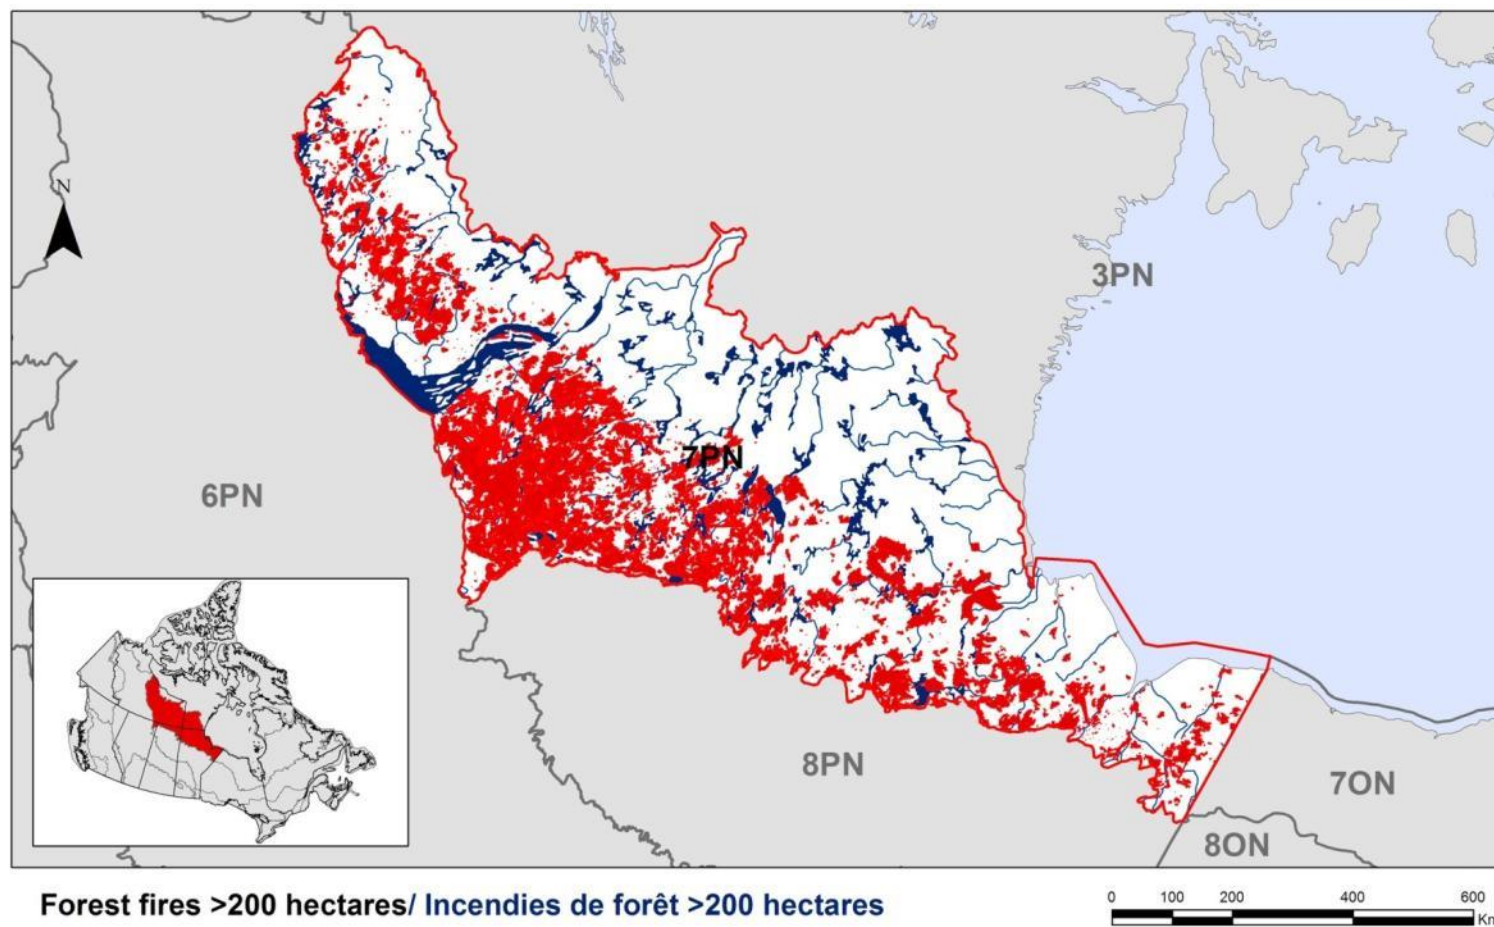 N
3PN
7PN
6PN
8PN
7ON
8ON
Forest fires >200 hectares/ Incendies de forêt >200 hectares
0 100 200 400 600
Km